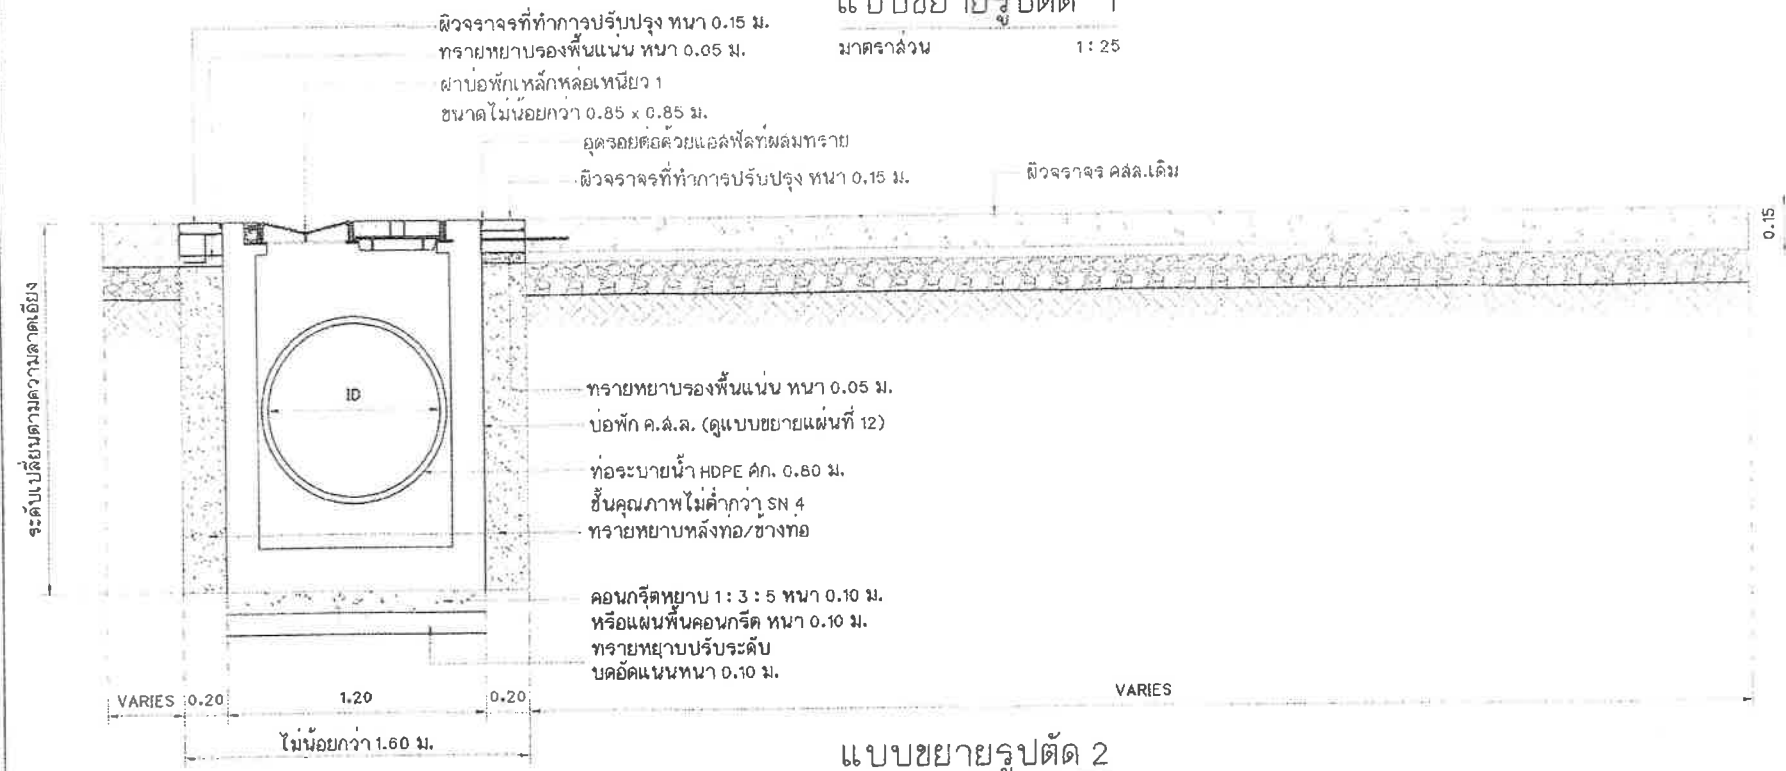 แบบขยายรูปตัด 1
มาตราส่วน 1:25
ผิวจราจรที่ทำการปรับปรุง หนา 0.15 ม.
ทรายหยาบรองพื้นแน่น หนา 0.05 ม.
ฝาบ่อพักเหล็กหล่อเหนียว 1
ขนาดไม่น้อยกว่า 0.85 x 0.85 ม.
อุดรอยต่อด้วยแอสฟัลท์ผสมทราย
ผิวจราจรที่ทำการปรับปรุง หนา 0.15 ม.
ผิวจราจร คสล.เดิม
0.15
ระดับเปลี่ยนตามความลาดเอียง
ID
ทรายหยาบรองพื้นแน่น หนา 0.05 ม.
บ่อพัก ค.ส.ล. (ดูแบบขยายแผ่นที่ 12)
ท่อระบายน้ำ HDPE ศก. 0.80 ม.
ชั้นคุณภาพไม่ต่ำกว่า SN 4
ทรายหยาบหลังท่อ/ข้างท่อ
คอนกรีตหยาบ 1 : 3 : 5 หนา 0.10 ม.
หรือแผ่นพื้นคอนกรีต หนา 0.10 ม.
ทรายหยาบปรับระดับ
บดอัดแน่นหนา 0.10 ม.
VARIES 0.20 1.20 0.20 VARIES
ไม่น้อยกว่า 1.60 ม.
แบบขยายรูปตัด 2